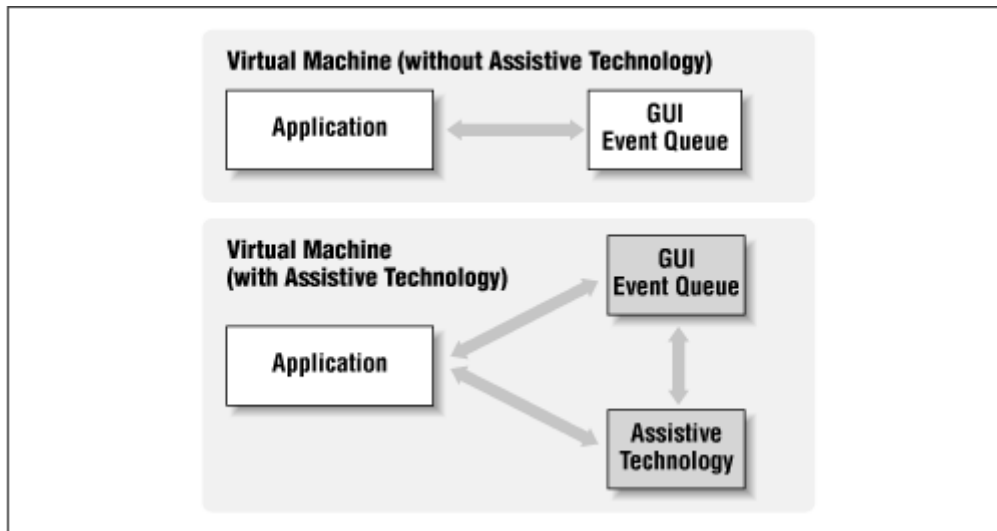 Virtual Machine (without Assistive Technology)
Application
GUI
Event Queue
Virtual Machine
(with Assistive Technology)
GUI
Event Queue
Application
Assistive
Technology